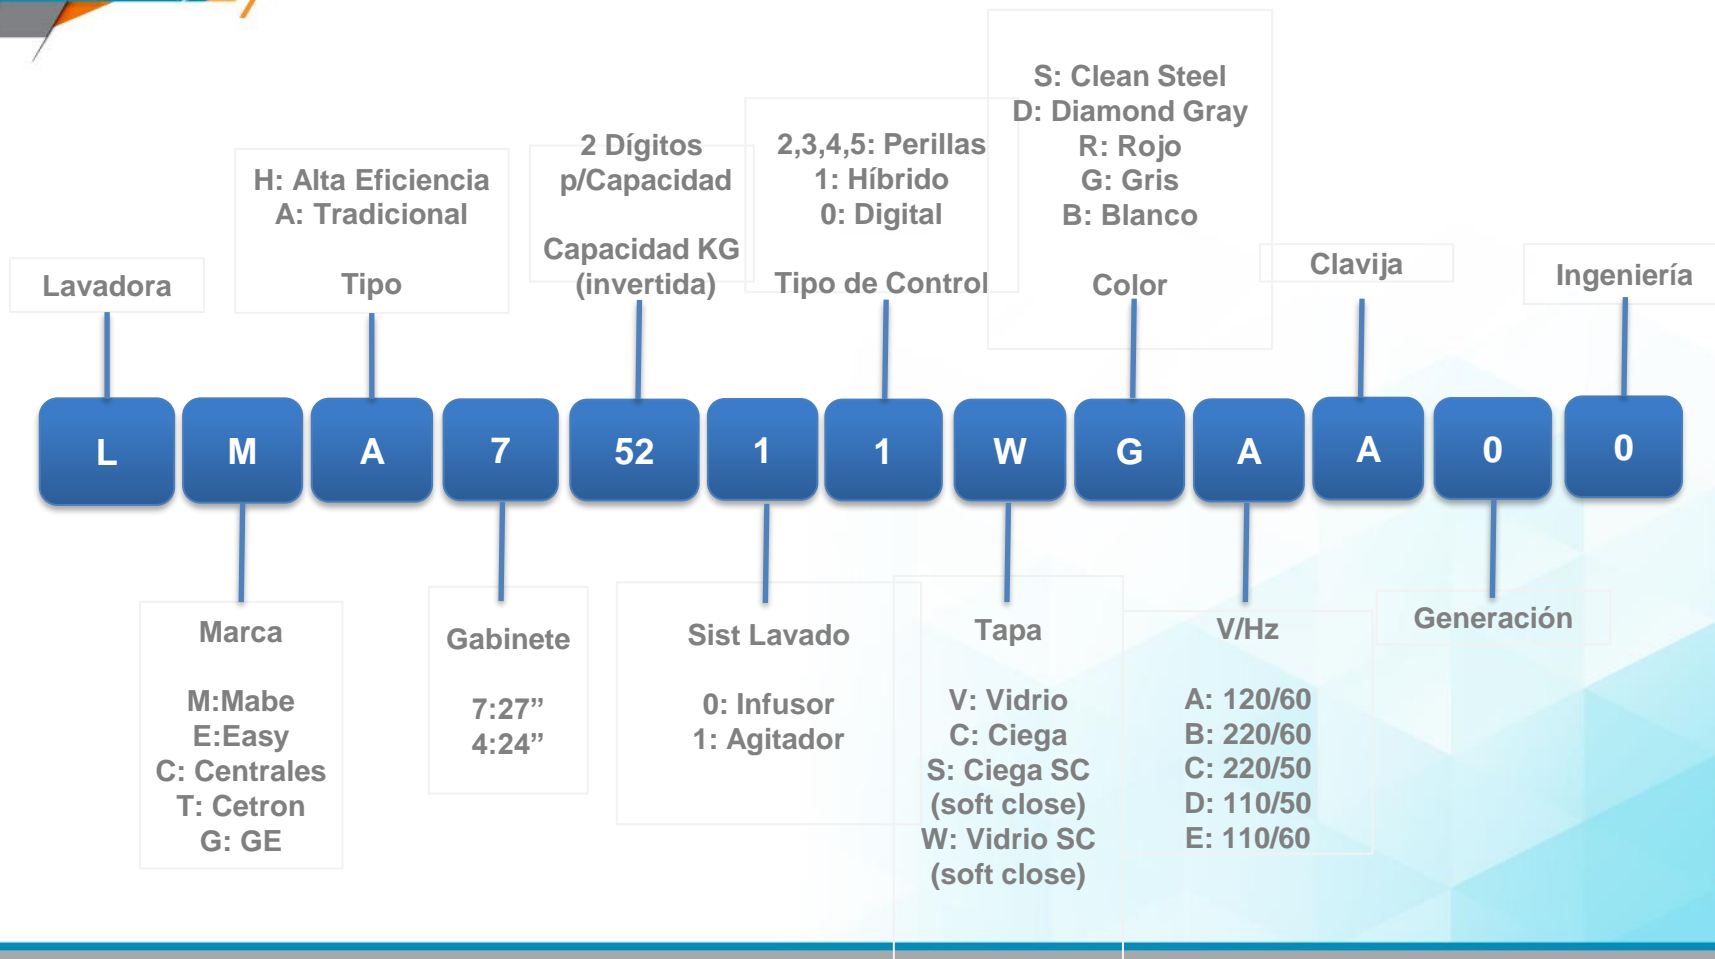 S: Clean Steel
D: Diamond Gray
R: Rojo
G: Gris
B: Blanco
Color
2,3,4,5: Perillas
1: Híbrido
0: Digital
Tipo de Control
2 Dígitos
p/Capacidad
Capacidad KG
(invertida)
H: Alta Eficiencia
A: Tradicional
Tipo
Lavadora
Clavija
Ingeniería
L M A 7 52 1 1 W G A A 0 0
Marca
M:Mabe
E:Easy
C: Centrales
T: Cetron
G: GE
Gabinete
7:27”
4:24”
Sist Lavado
0: Infusor
1: Agitador
Tapa
V: Vidrio
C: Ciega
S: Ciega SC
(soft close)
W: Vidrio SC
(soft close)
V/Hz
A: 120/60
B: 220/60
C: 220/50
D: 110/50
E: 110/60
Generación